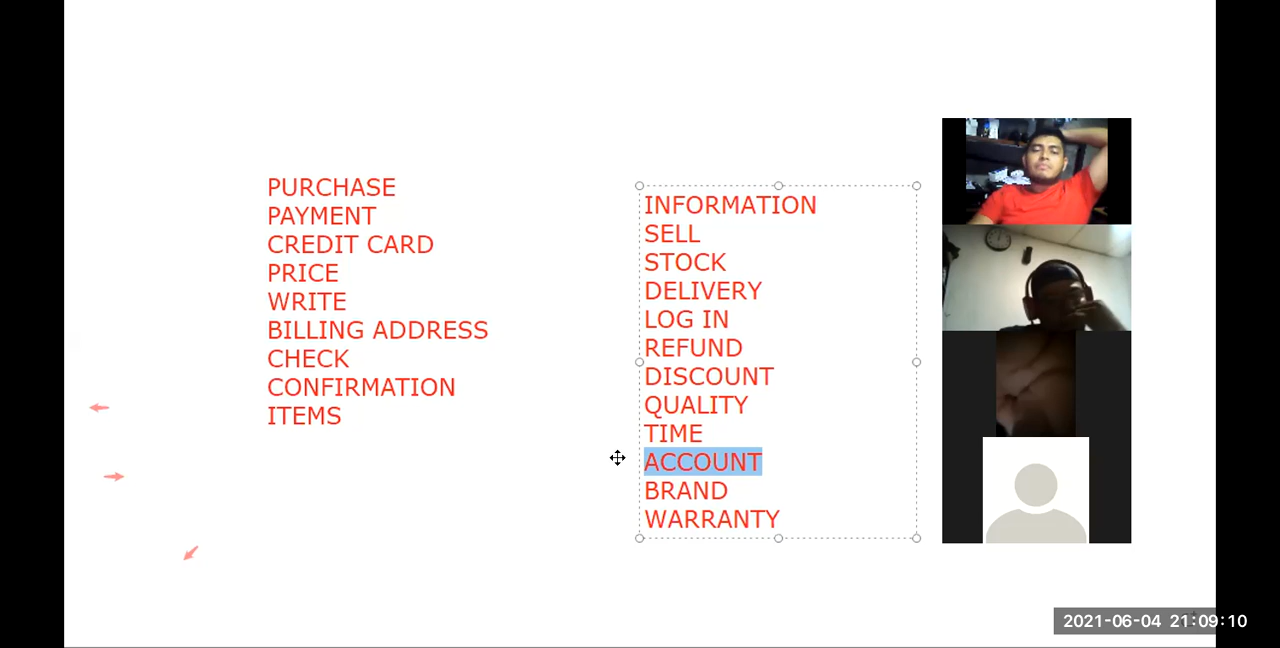 PURCHASE
PAYMENT
CREDIT CARD
PRICE
WRITE
BILLING ADDRESS
CHECK
CONFIRMATION
ITEMS
INFORMATION
SELL
STOCK
DELIVERY
LOG IN
REFUND
DISCOUNT
QUALITY
TIME
ACCOUNT
BRAND
WARRANTY
2021-06-04 21:09:10